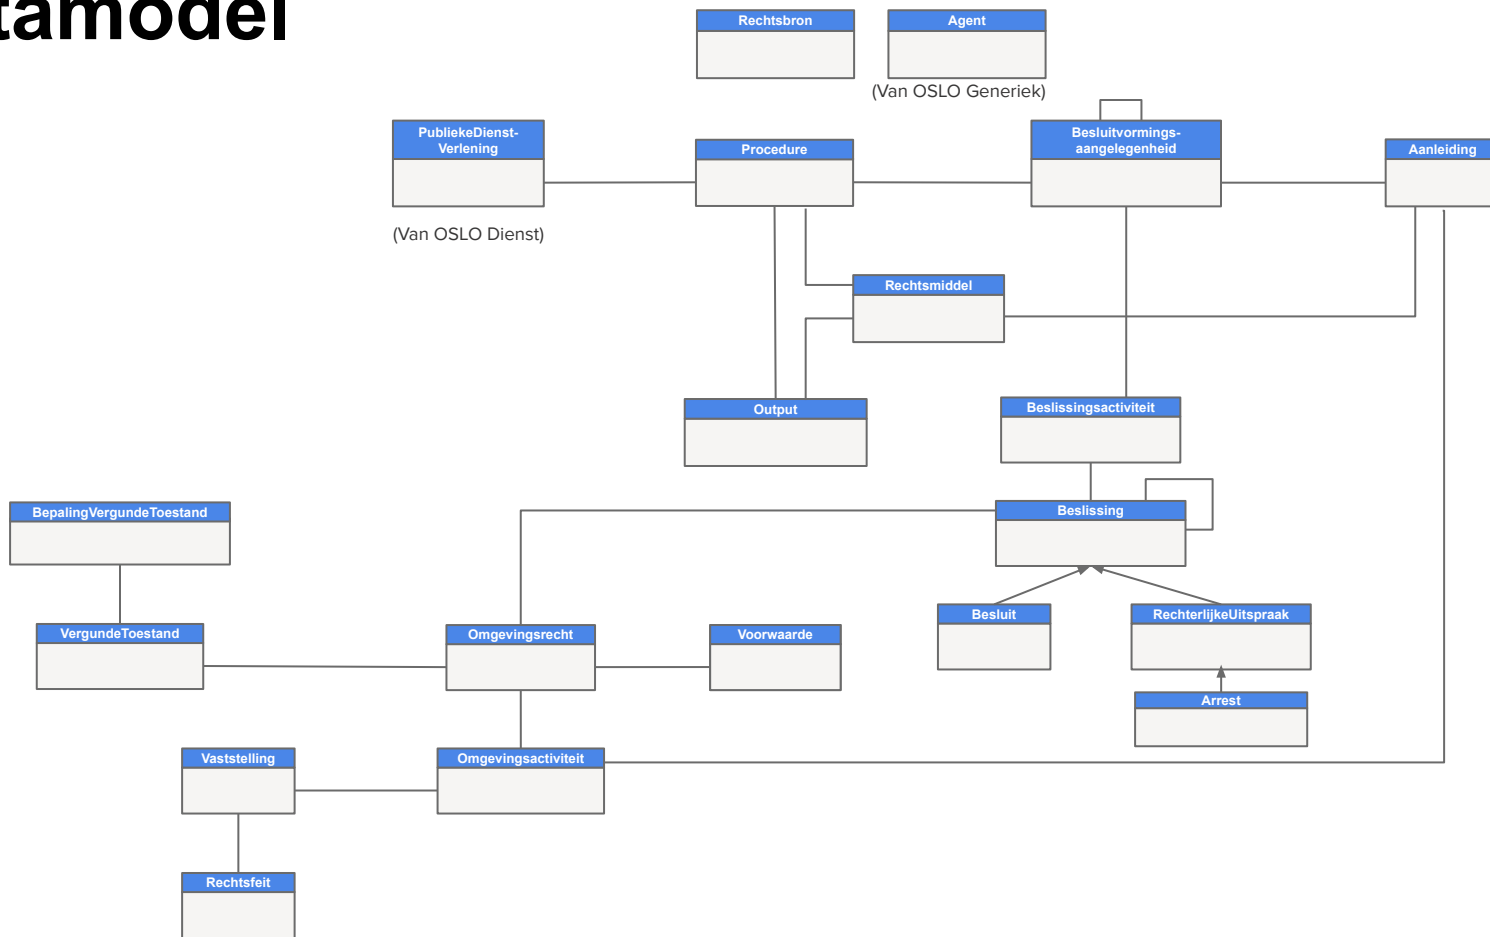 tamodel
Rechtsbron
Agent
(Van OSLO Generiek)
PubliekeDienst-
Verlening
Procedure
Besluitvormings-
aangelegenheid
Aanleiding
(Van OSLO Dienst)
Rechtsmiddel
Output
Beslissingsactiviteit
BepalingVergundeToestand
Beslissing
Besluit
RechterlijkeUitspraak
VergundeToestand
Omgevingsrecht
Voorwaarde
Arrest
Vaststelling
Omgevingsactiviteit
Rechtsfeit